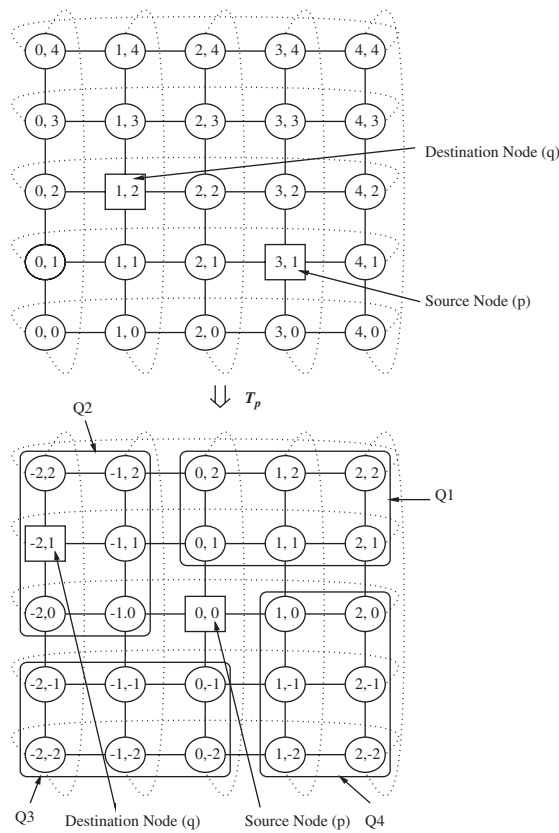 0, 4 1, 4 2, 4 3, 4 4, 4
0, 3 1, 3 2, 3 3, 3 4, 3
Destination Node (q)
0, 2 1, 2 2, 2 3, 2 4, 2
0, 1 1, 1 2, 1 3, 1 4, 1
Source Node (p)
0, 0 1, 0 2, 0 3, 0 4, 0
⇓ Tp
Q2
-2,2 -1, 2 0, 2 1, 2 2, 2
Q1
-2,1 -1, 1 0, 1 1, 1 2, 1
-2,0 -1.0 0, 0 1, 0 2, 0
-2,-1 -1,-1 0,-1 1,-1 2,-1
-2,-2 -1,-2 0,-2 1,-2 2,-2
Q3 Destination Node (q) Source Node (p) Q4